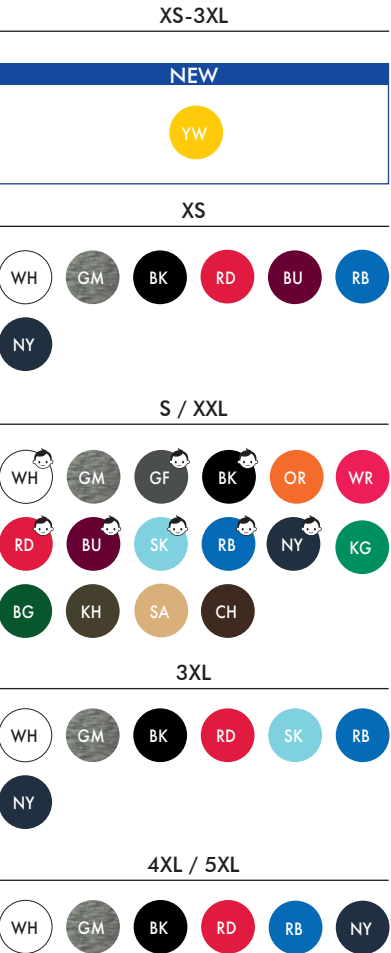 XS-3XL
NEW
YW
XS
WH GM BK RD BU RB
NY
S / XXL
WH GM GF BK OR WR
RD BU SK RB NY KG
BG KH SA CH
3XL
WH GM BK RD SK RB
NY
4XL / 5XL
WH GM BK RD RB NY